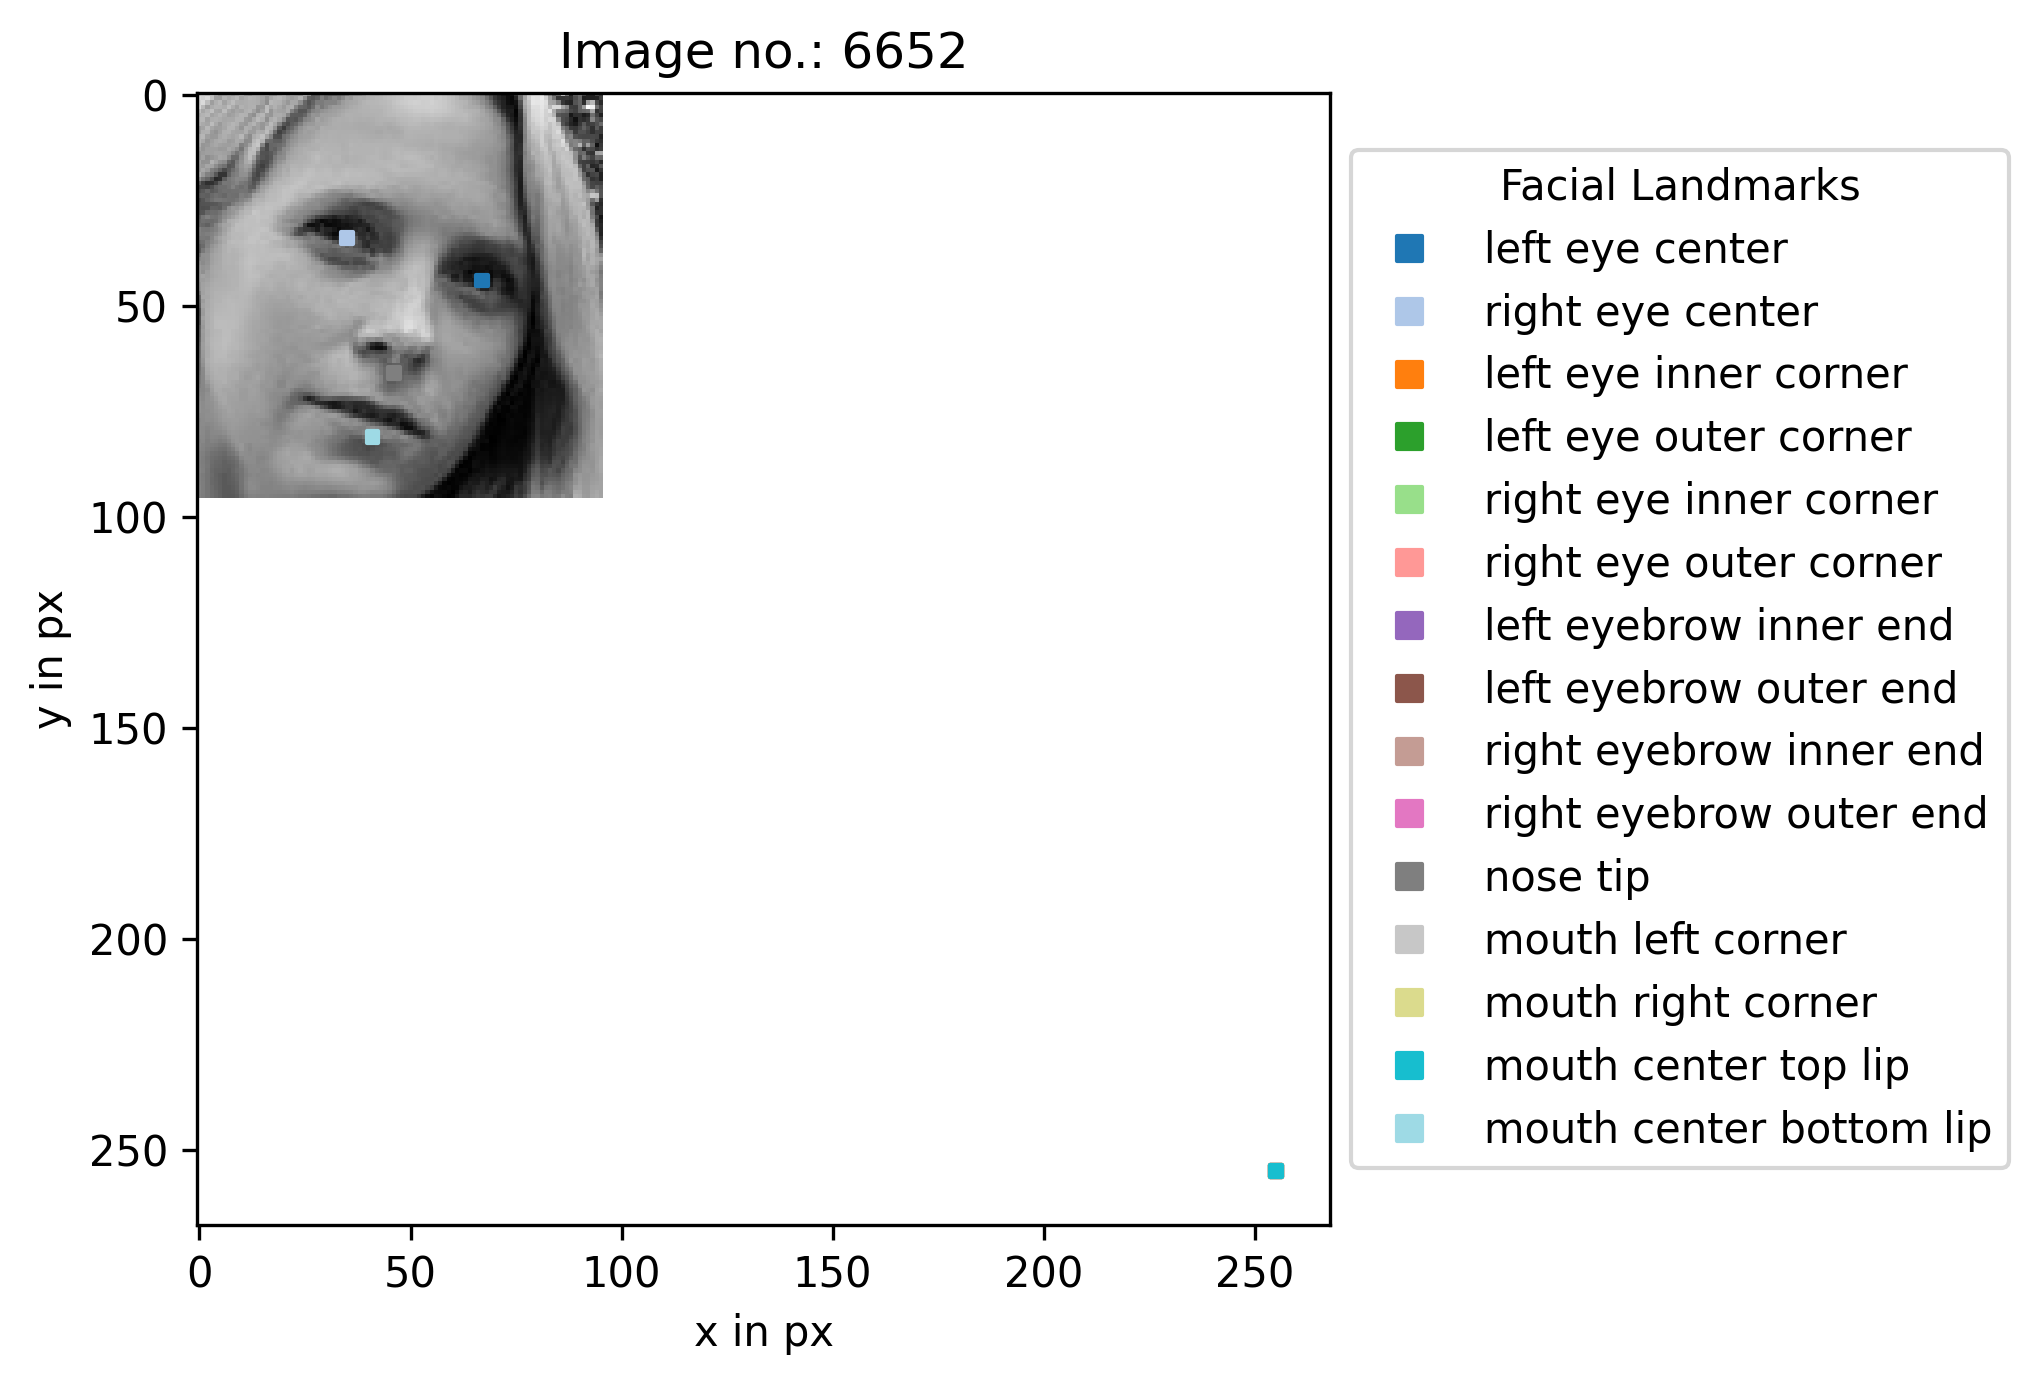 Image no.: 6652
0
50
100
150
200
250
y in px
0 50 100 150 200 250
x in px
Facial Landmarks
left eye center
right eye center
left eye inner corner
left eye outer corner
right eye inner corner
right eye outer corner
left eyebrow inner end
left eyebrow outer end
right eyebrow inner end
right eyebrow outer end
nose tip
mouth left corner
mouth right corner
mouth center top lip
mouth center bottom lip